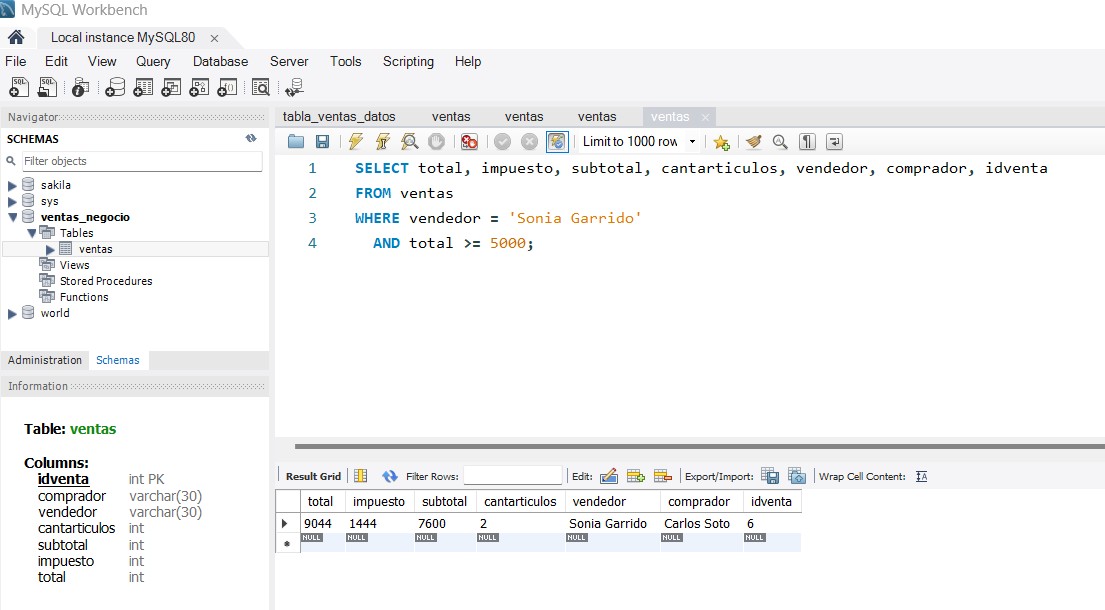 MySQL Workbench
Local instance MySQL80 ×
File Edit View Query Database Server Tools Scripting Help
Navigator
SCHEMAS
Filter objects
sakila
sys
ventas_negocio
Tables
ventas
Views
Stored Procedures
Functions
world
Administration Schemas
Information
Table: ventas
Columns:
idventa int PK
comprador varchar(30)
vendedor varchar(30)
cantarticulos int
subtotal int
impuesto int
total int
tabla_ventas_datos ventas ventas ventas ventas ×
Limit to 1000 row
1 SELECT total, impuesto, subtotal, cantarticulos, vendedor, comprador, idventa
2 FROM ventas
3 WHERE vendedor = 'Sonia Garrido'
4 AND total >= 5000;
Result Grid Filter Rows: Edit: Export/Import: Wrap Cell Content:
total impuesto subtotal cantarticulos vendedor comprador idventa
9044 1444 7600 2 Sonia Garrido Carlos Soto 6
NULL NULL NULL NULL NULL NULL NULL